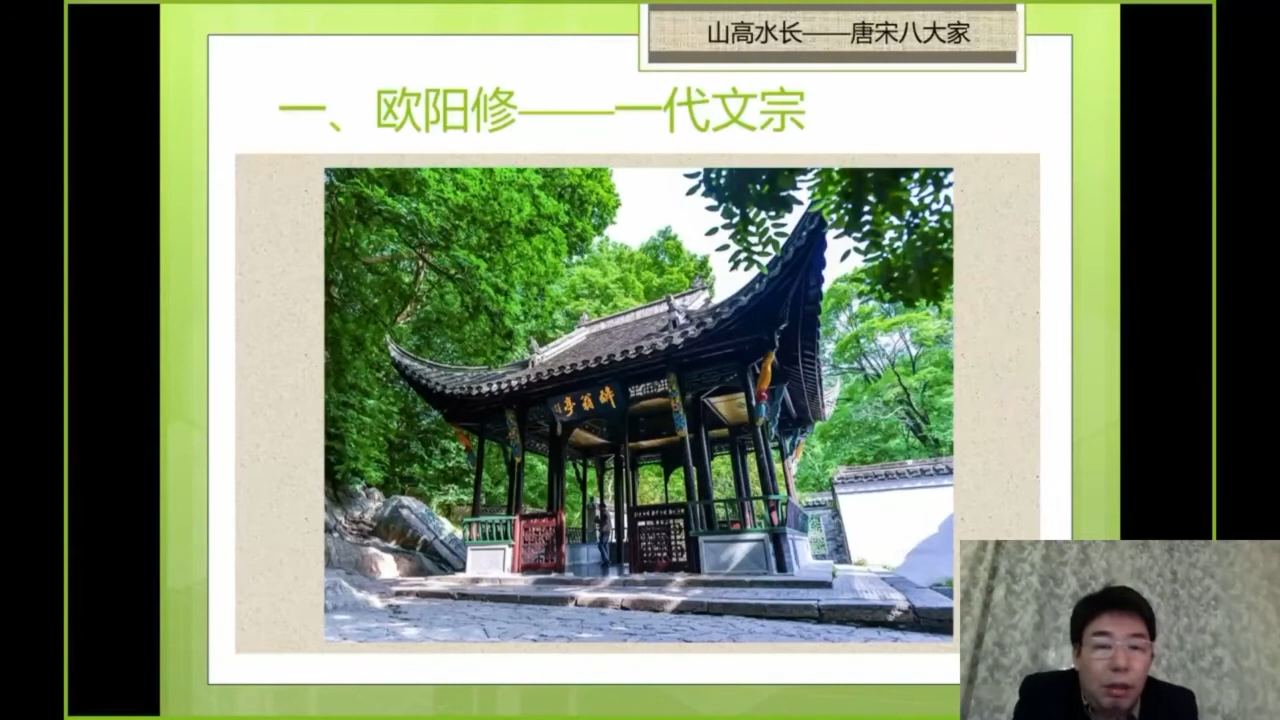 山高水长——唐宋八大家
一、欧阳修——一代文宗
醉翁亭